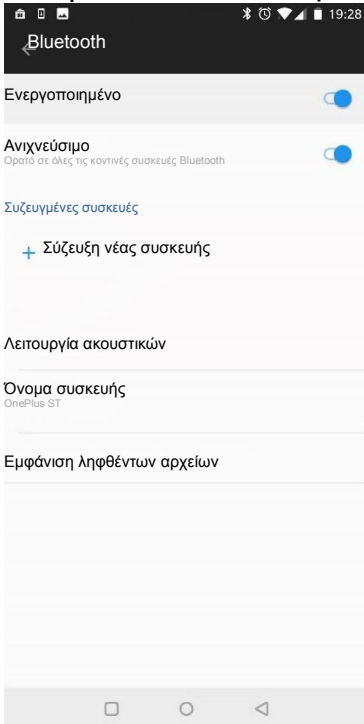 19:28
Bluetooth
Ενεργοποιημένο
Ανιχνεύσιμο
Ορατό σε όλες τις κοντινές συσκευές Bluetooth
Συζευγμένες συσκευές
+ Σύζευξη νέας συσκευής
Λειτουργία ακουστικών
Όνομα συσκευής
OnePlus ST
Εμφάνιση ληφθέντων αρχείων